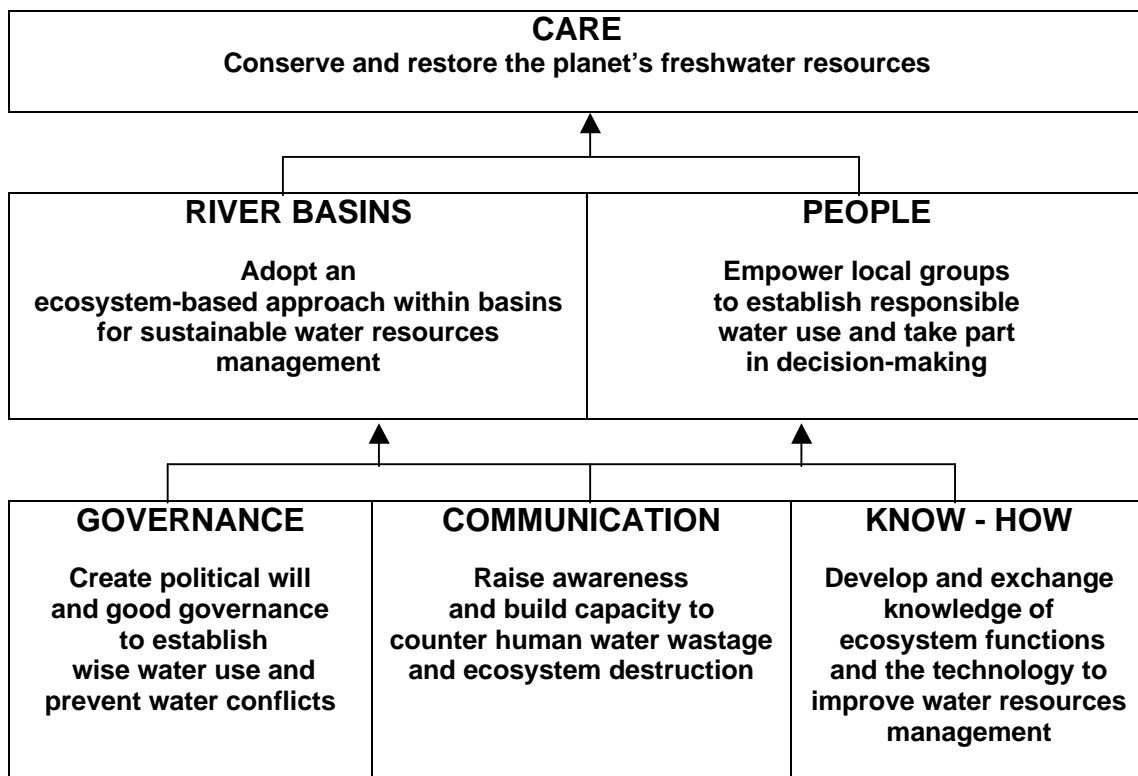 CARE
Conserve and restore the planet’s freshwater resources
RIVER BASINS
Adopt an
ecosystem-based approach within basins
for sustainable water resources
management
PEOPLE
Empower local groups
to establish responsible
water use and take part
in decision-making
GOVERNANCE
Create political will
and good governance
to establish
wise water use and
prevent water conflicts
COMMUNICATION
Raise awareness
and build capacity to
counter human water wastage
and ecosystem destruction
KNOW - HOW
Develop and exchange
knowledge of
ecosystem functions
and the technology to
improve water resources
management